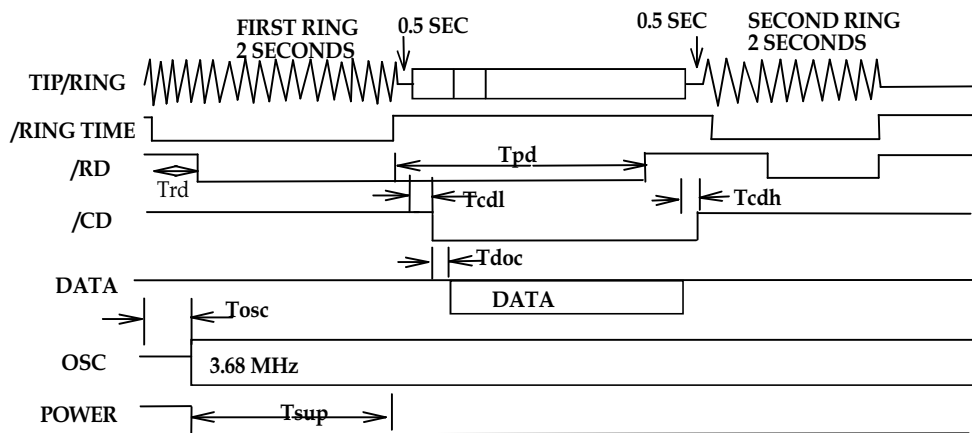 FIRST RING
2 SECONDS
0.5 SEC
0.5 SEC
SECOND RING
2 SECONDS
TIP/RING
/RING TIME
/RD
Trd
Tpd
Tcdl
Tcdh
/CD
Tdoc
DATA
DATA
Tosc
OSC
3.68 MHz
POWER
Tsup